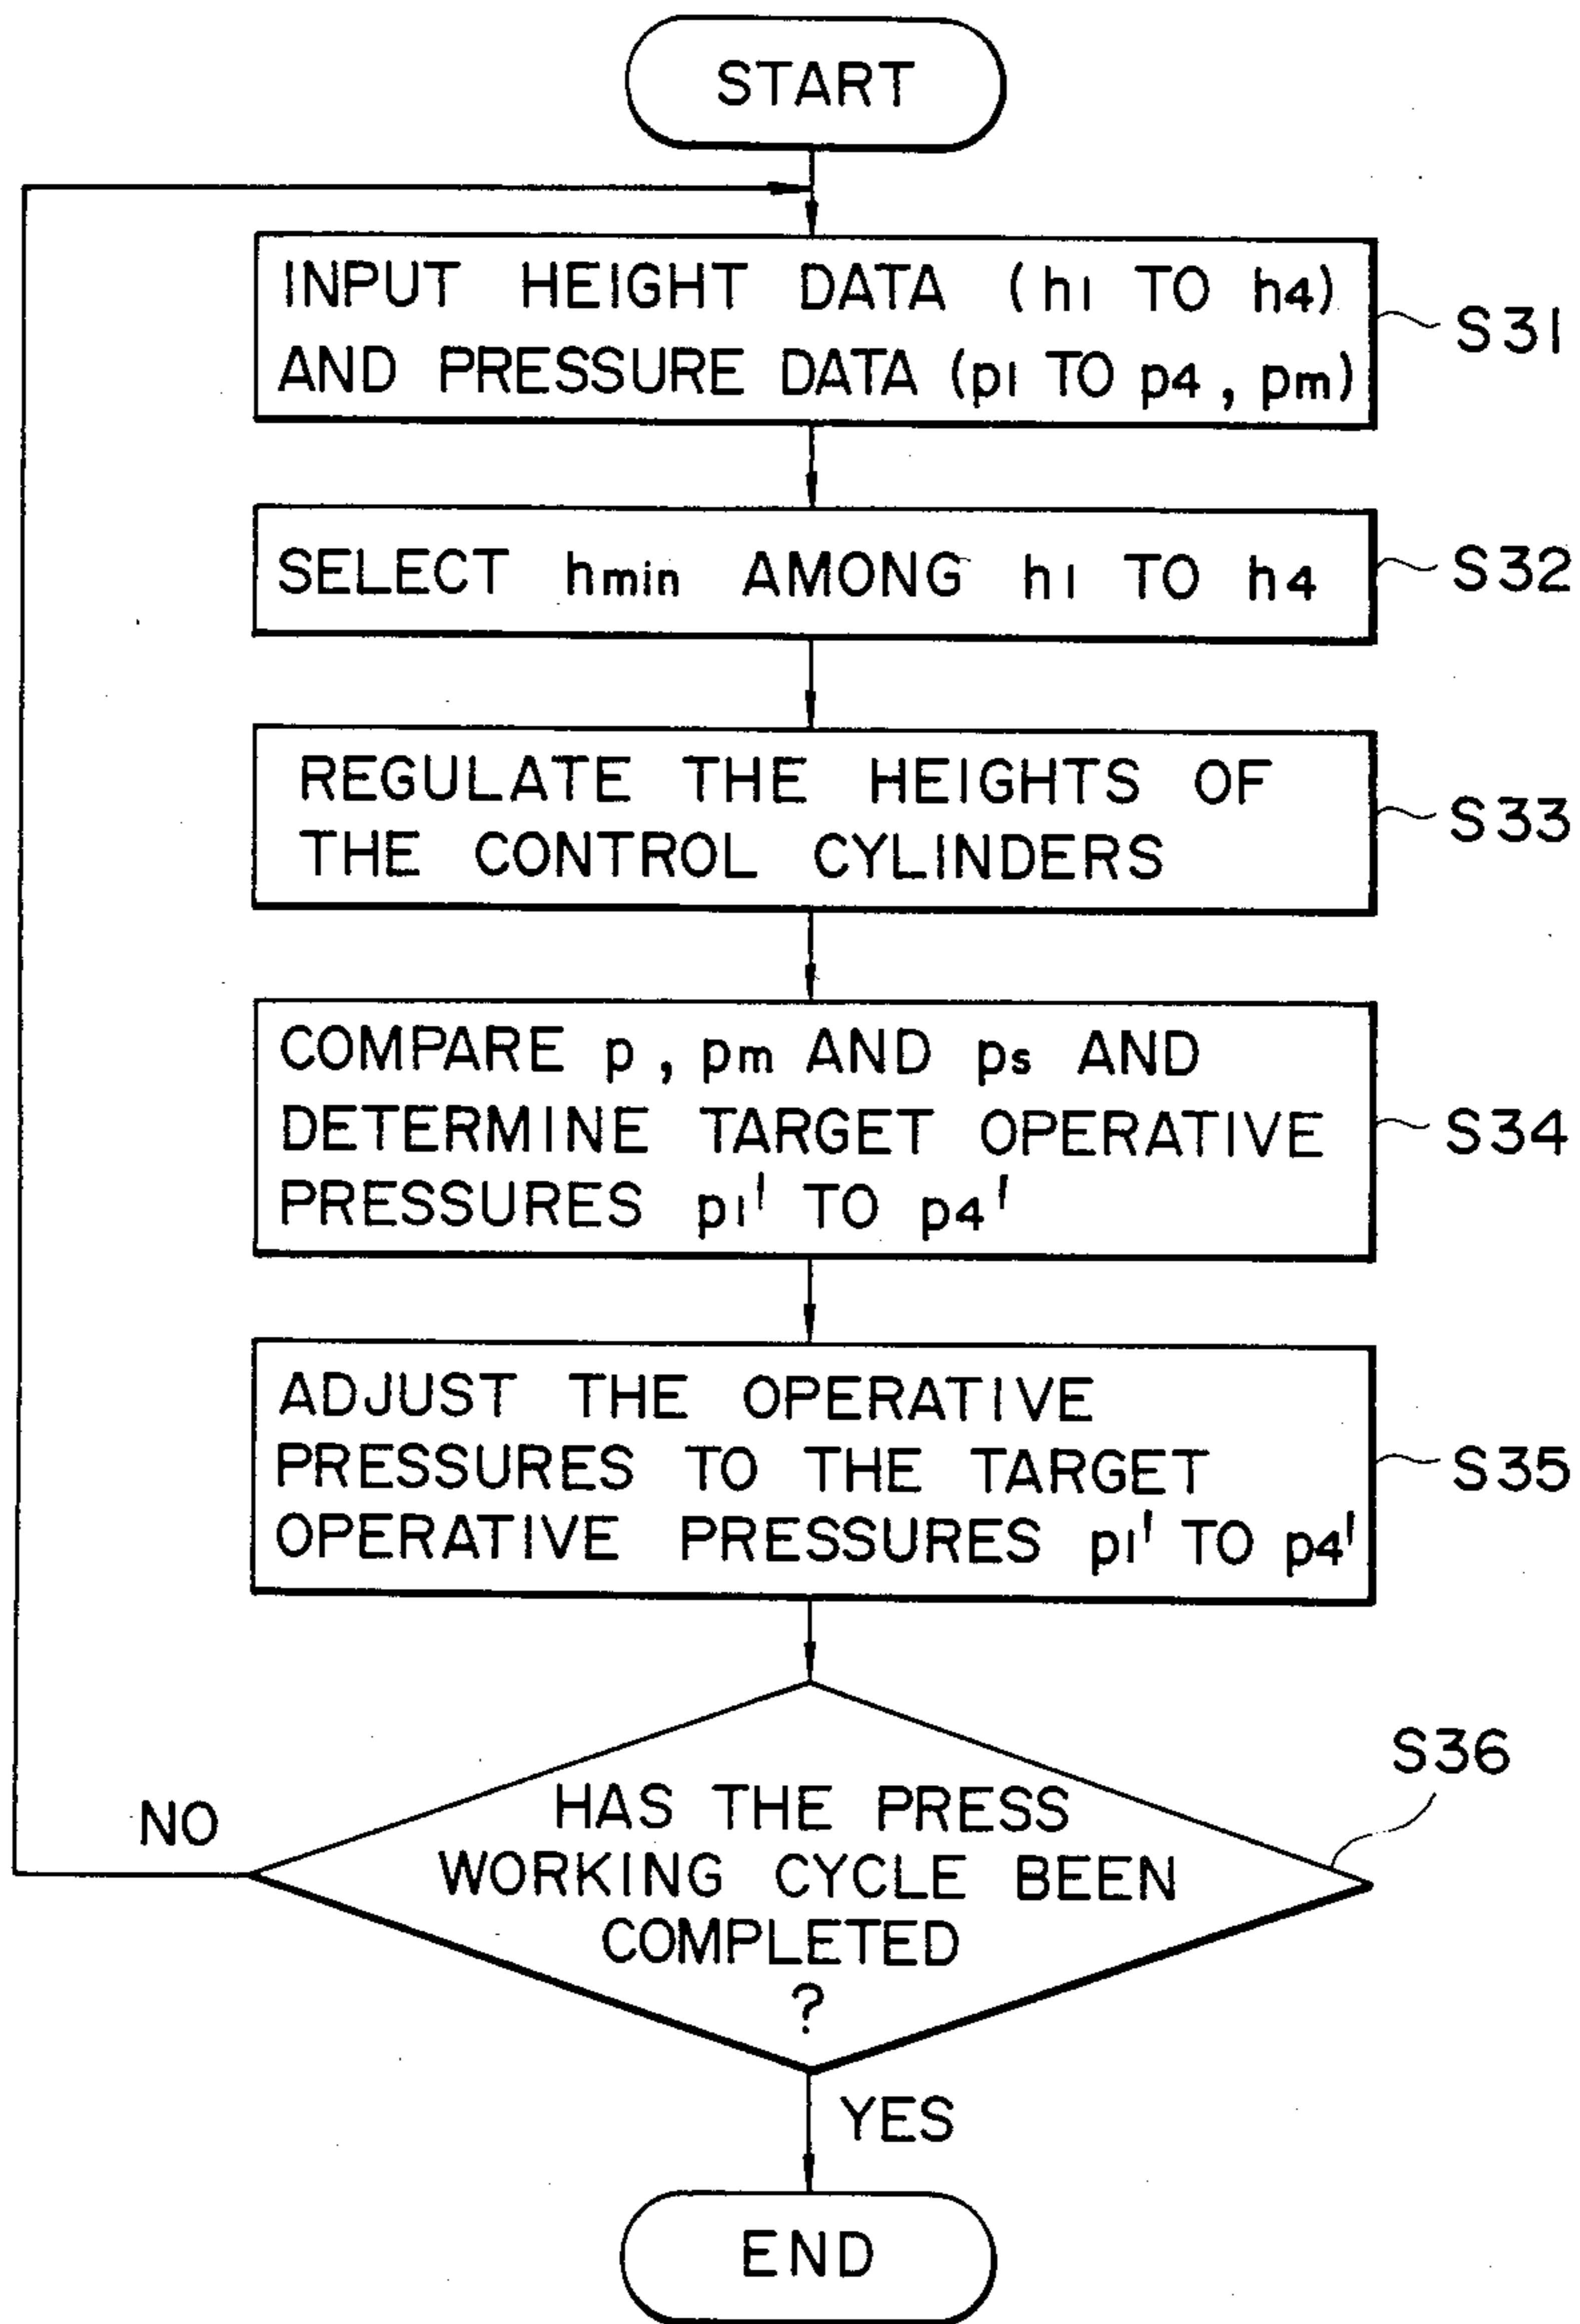 START
INPUT HEIGHT DATA (h1 TO h4)
AND PRESSURE DATA (p1 TO p4, pm)
S31
SELECT hmin AMONG h1 TO h4
S32
REGULATE THE HEIGHTS OF
THE CONTROL CYLINDERS
S33
COMPARE p, pm AND ps AND
DETERMINE TARGET OPERATIVE
PRESSURES p1' TO p4'
S34
ADJUST THE OPERATIVE
PRESSURES TO THE TARGET
OPERATIVE PRESSURES p1' TO p4'
S35
HAS THE PRESS
WORKING CYCLE BEEN
COMPLETED
?
S36
NO
YES
END